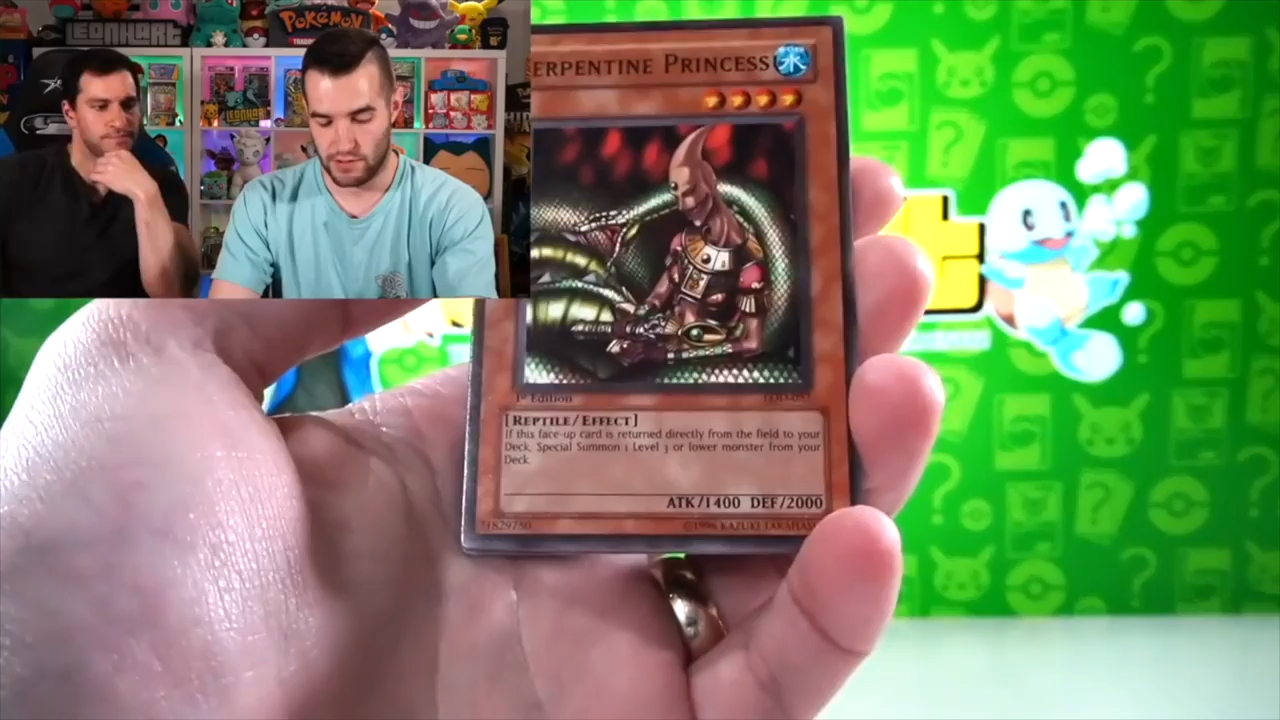 LEONHART
POKÉMON
LEONHART
ERPENTINE PRINCESS
水
1st Edition
[REPTILE/EFFECT]
If this face-up card is returned directly from the field to your
Deck, Special Summon 1 Level 3 or lower monster from your
Deck.
ATK/1400 DEF/2000
71829750
©1996 KAZUKI TAKAHASHI